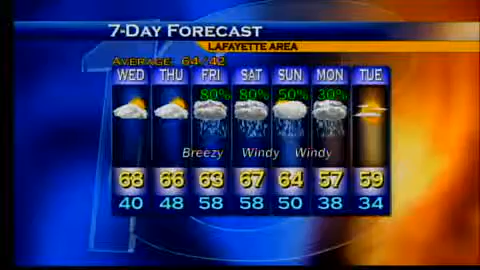 7-DAY FORECAST
LAFAYETTE AREA
AVERAGE: 64/42
WED THU FRI SAT SUN MON TUE
80% 80% 50% 30%
Breezy Windy Windy
68 66 63 67 64 57 59
40 48 58 58 50 38 34